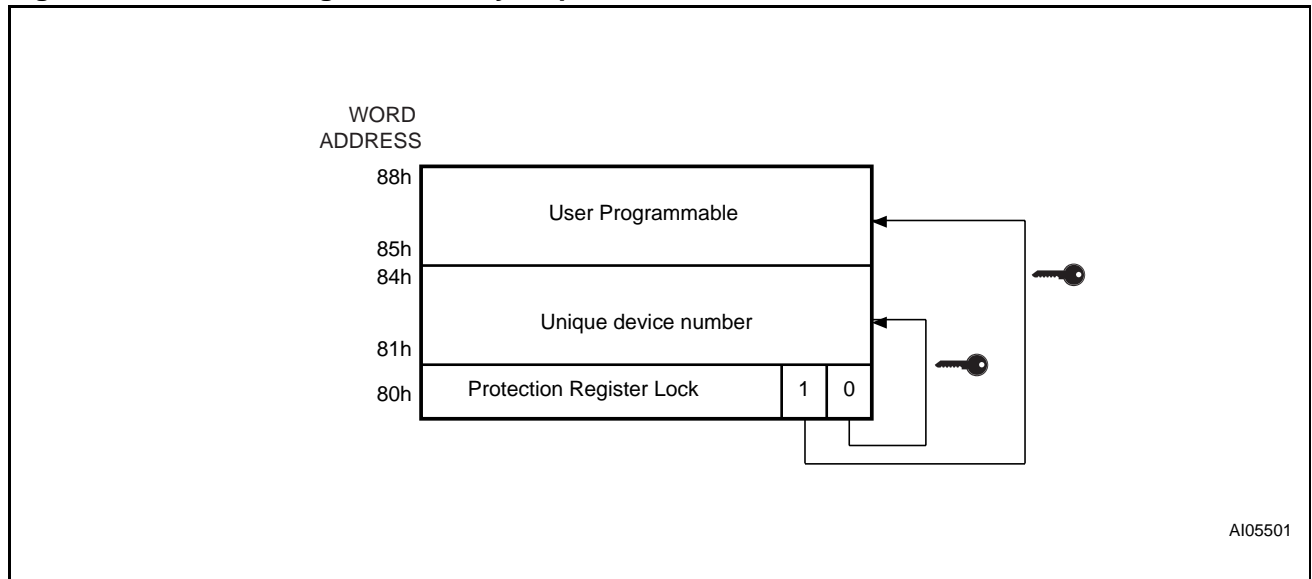 WORD
ADDRESS
88h
User Programmable
85h
84h
Unique device number
81h
80h
Protection Register Lock
1
0
AI05501